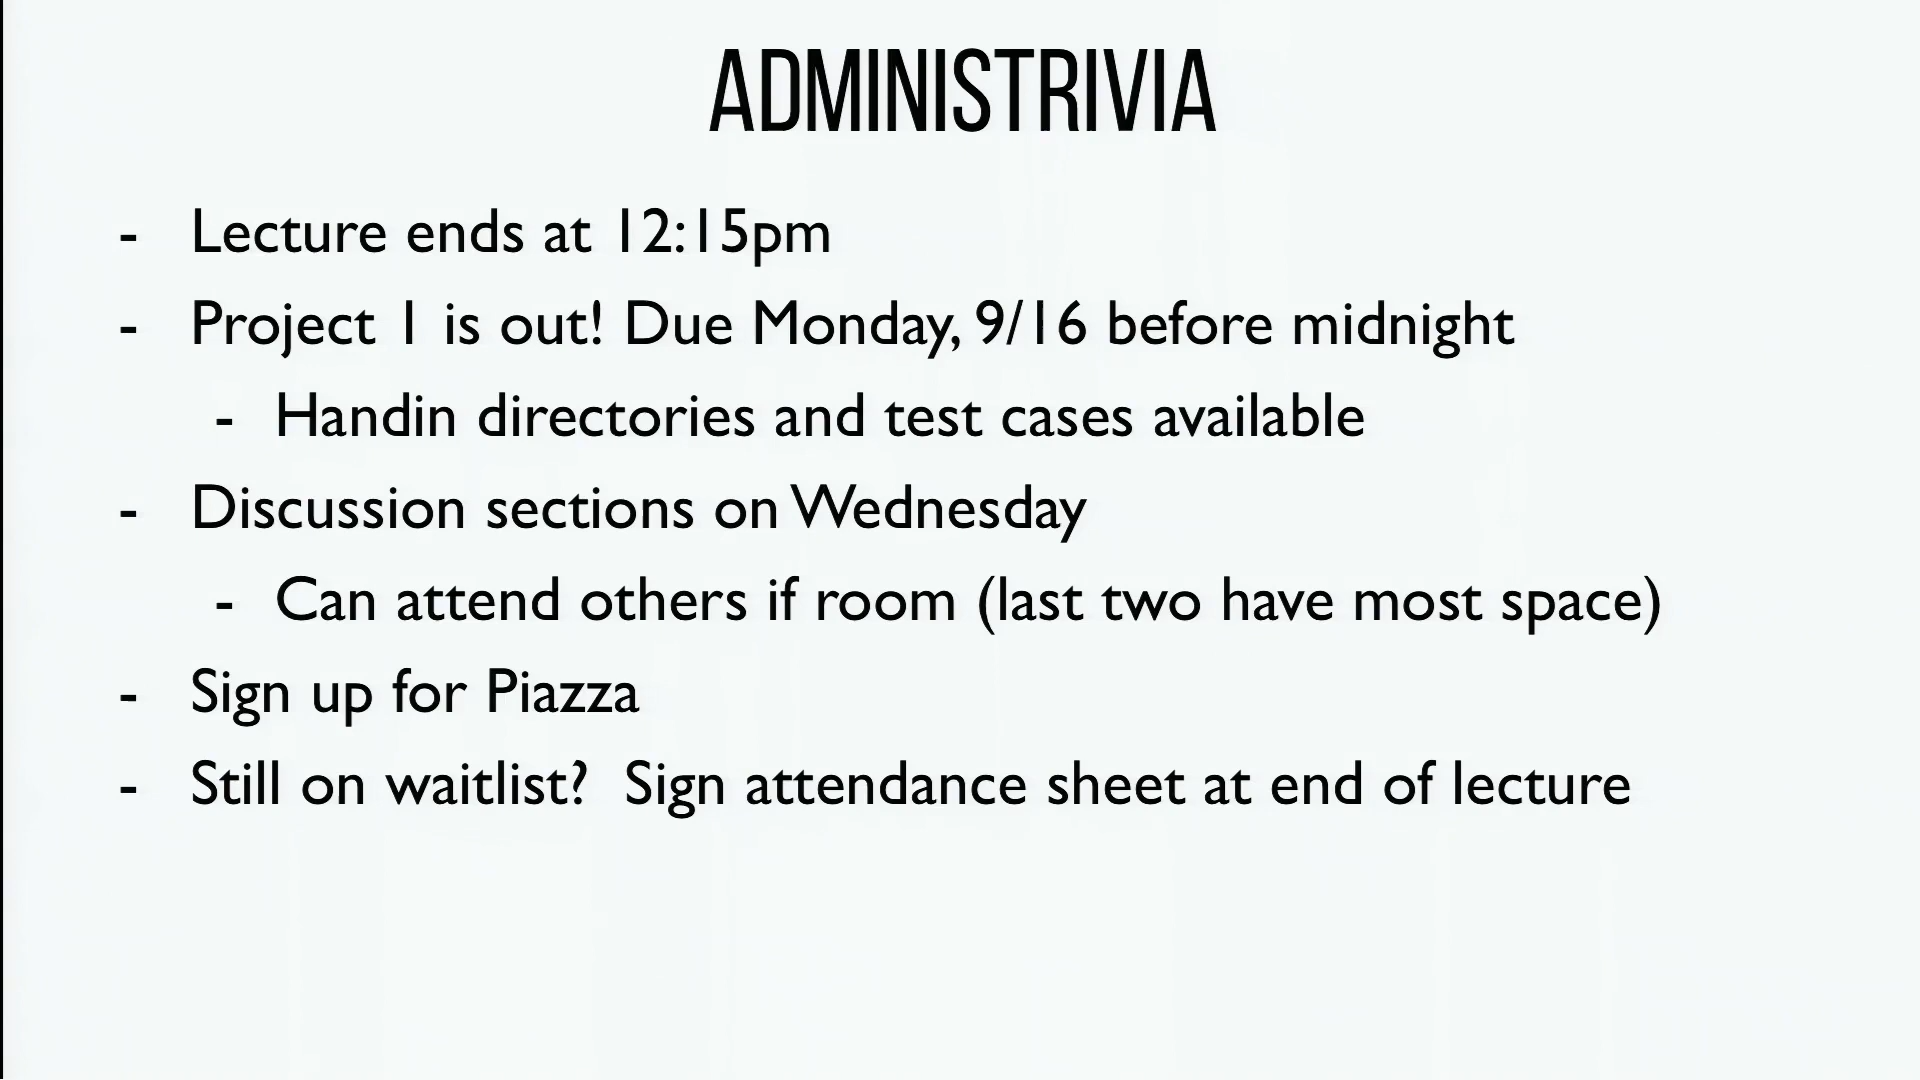 ADMINISTRIVIA
- Lecture ends at 12:15pm
- Project 1 is out! Due Monday, 9/16 before midnight
- Handin directories and test cases available
- Discussion sections on Wednesday
- Can attend others if room (last two have most space)
- Sign up for Piazza
- Still on waitlist?  Sign attendance sheet at end of lecture